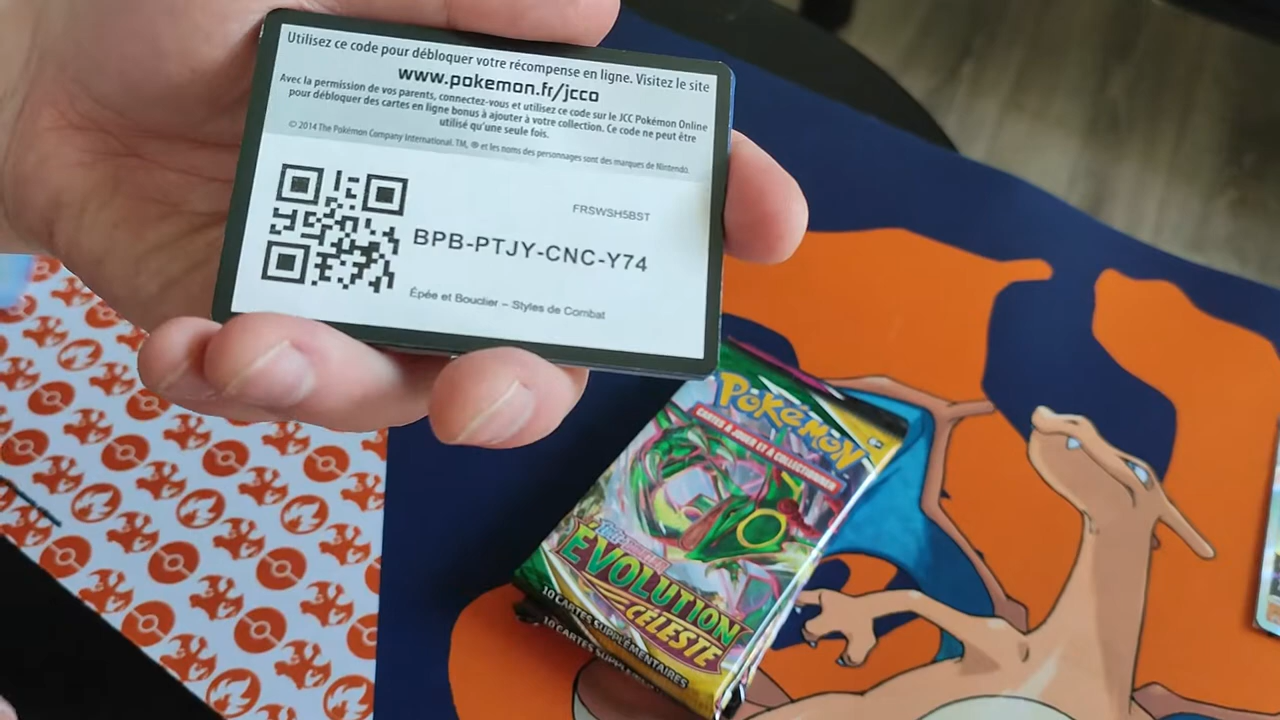 Utilisez ce code pour débloquer votre récompense en ligne. Visitez le site
www.pokemon.fr/jcco
Avec la permission de vos parents, connectez-vous et utilisez ce code sur le JCC Pokémon Online
pour débloquer des cartes en ligne bonus à ajouter à votre collection. Ce code ne peut être
utilisé qu'une seule fois.
© 2014 The Pokémon Company International. TM, ® et les noms des personnages sont des marques de Nintendo.
FRSWSH5BST
BPB-PTJY-CNC-Y74
Épée et Bouclier – Styles de Combat
POKÉMON
CARTES À JOUER ET À COLLECTIONNER
EVOLUTION
CÉLESTE
10 CARTES SUPPLÉMENTAIRES
10 CARTES